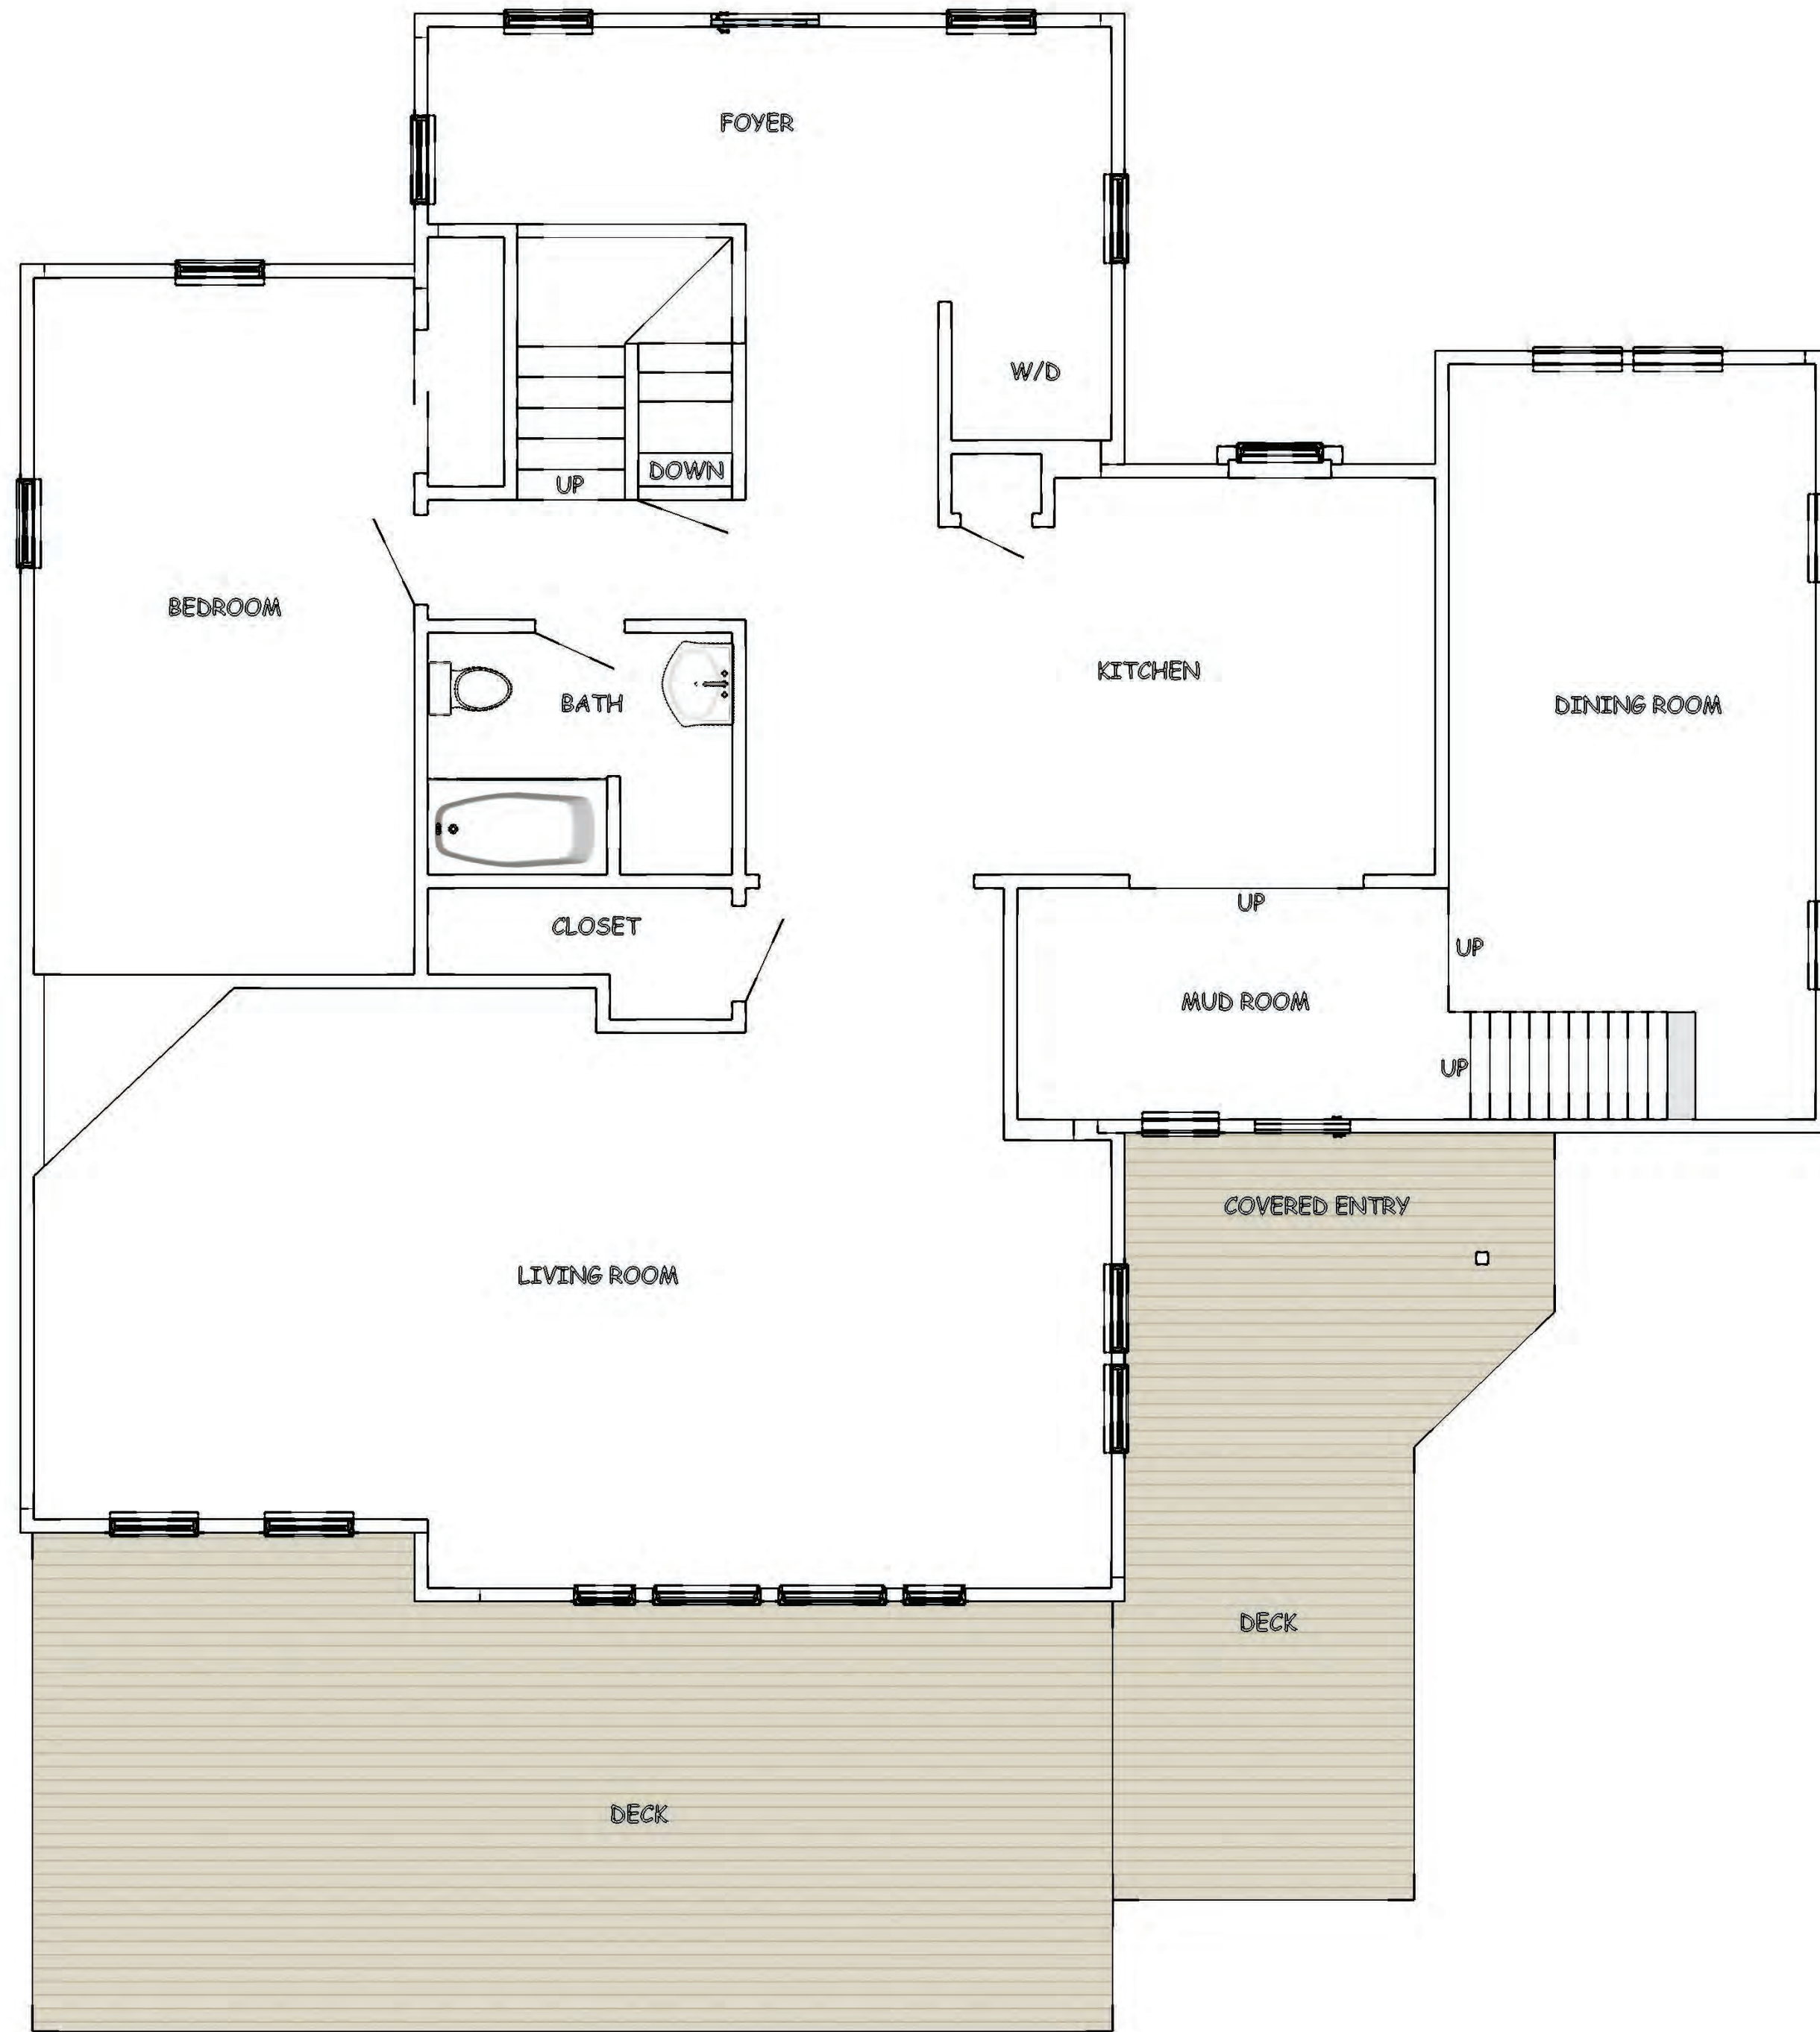 FOYER
W/D
DOWN
UP
BEDROOM
KITCHEN
BATH
DINING ROOM
UP
CLOSET
UP
MUD ROOM
UP
COVERED ENTRY
LIVING ROOM
DECK
DECK